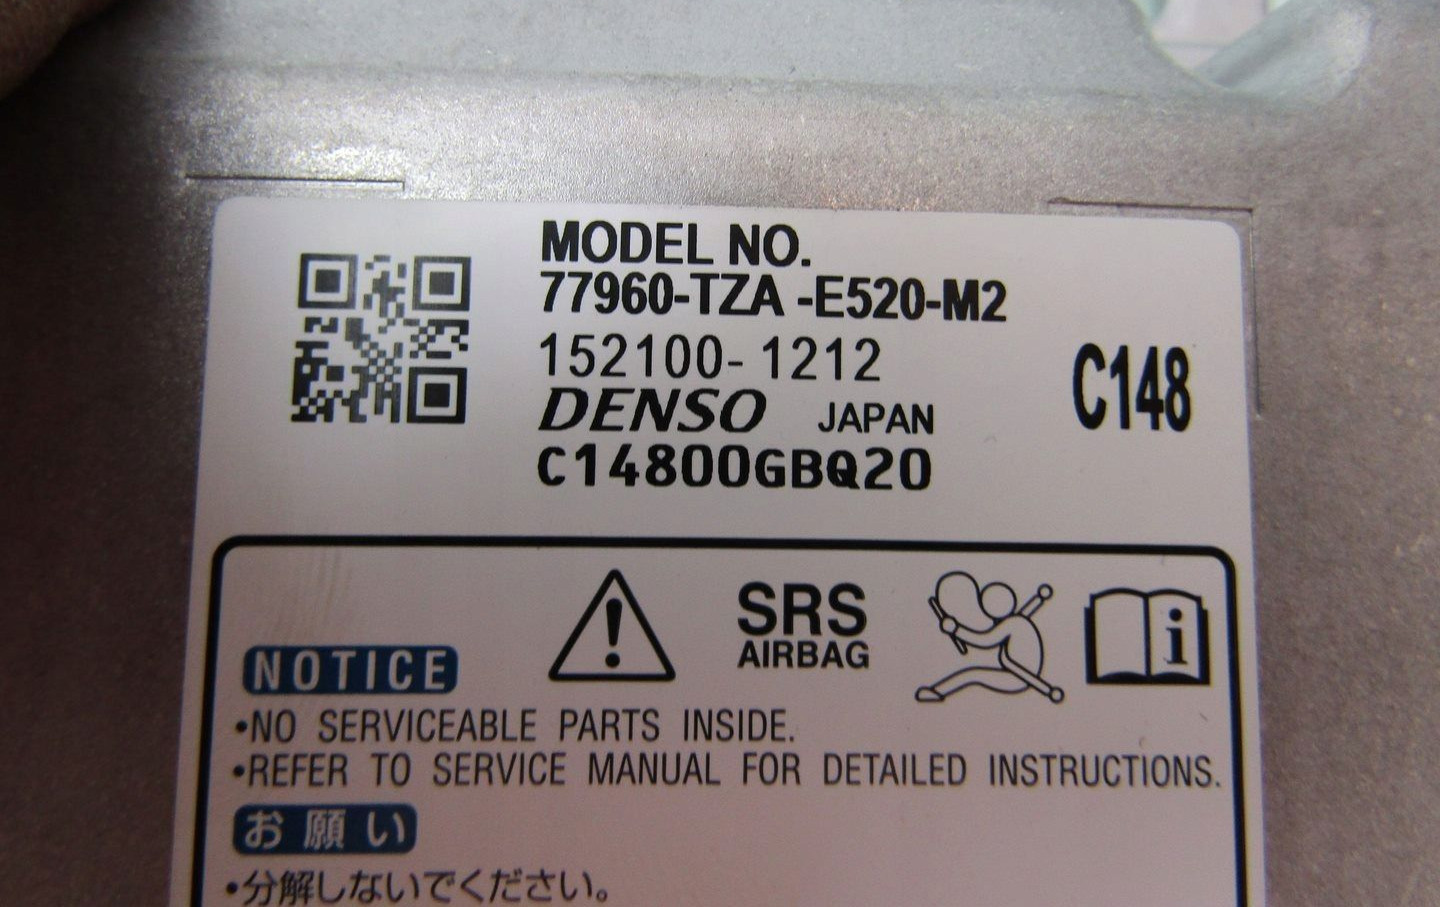 MODEL NO.
77960-TZA -E520-M2
152100- 1212
C148
DENSO JAPAN
C14800GBQ20
SRS
AIRBAG
NOTICE
•NO SERVICEABLE PARTS INSIDE.
•REFER TO SERVICE MANUAL FOR DETAILED INSTRUCTIONS.
お願い
•分解しないでください。